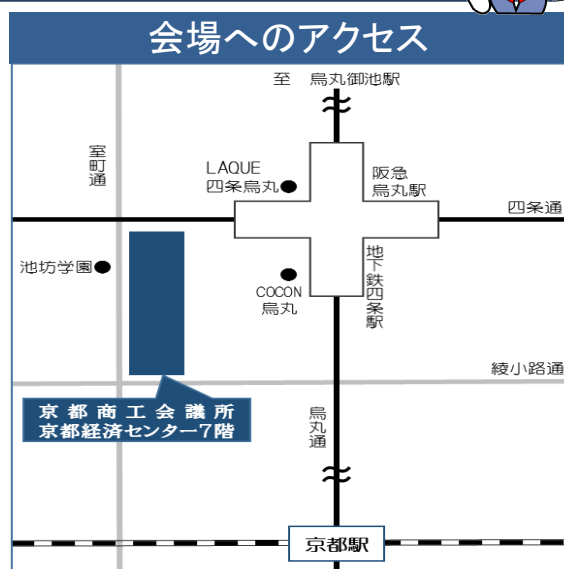 会場へのアクセス
至 烏丸御池駅
室町通
LAQUE
四条烏丸
阪急
烏丸駅
四条通
池坊学園
COCON
烏丸
地下鉄四条駅
綾小路通
京都商工会議所
京都経済センター7階
烏丸通
京都駅